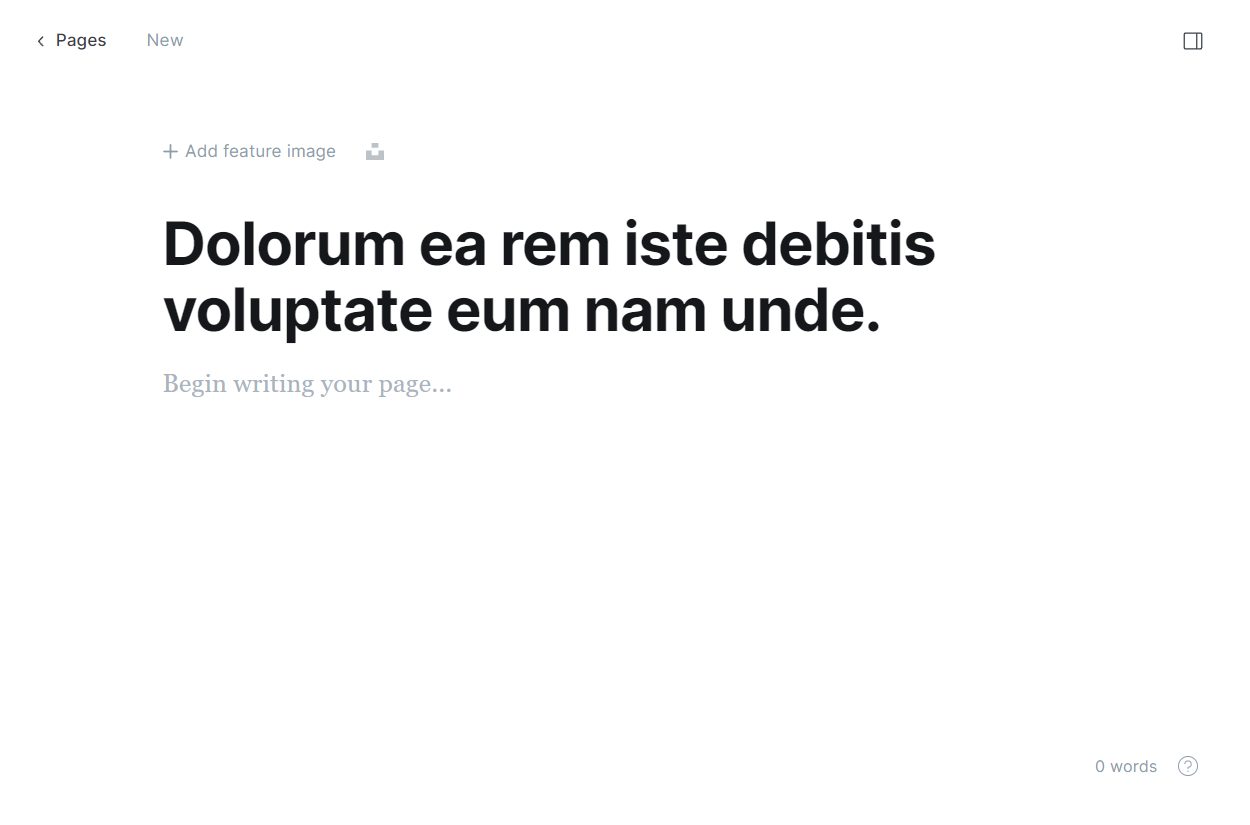 Pages New
Add feature image
Dolorum ea rem iste debitis
voluptate eum nam unde.
Begin writing your page...
0 words ?